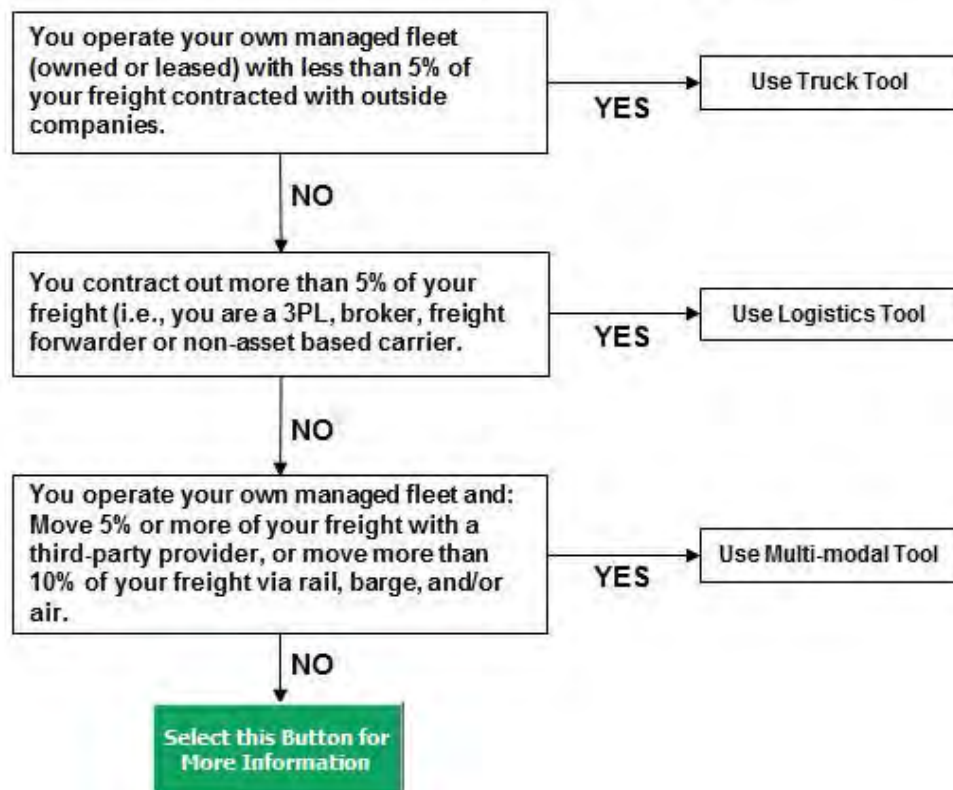 You operate your own managed fleet
(owned or leased) with less than 5% of
your freight contracted with outside
companies.
YES
Use Truck Tool
NO
You contract out more than 5% of your
freight (i.e., you are a 3PL, broker, freight
forwarder or non-asset based carrier.
YES
Use Logistics Tool
NO
You operate your own managed fleet and:
Move 5% or more of your freight with a
third-party provider, or move more than
10% of your freight via rail, barge, and/or
air.
YES
Use Multi-modal Tool
NO
Select this Button for
More Information